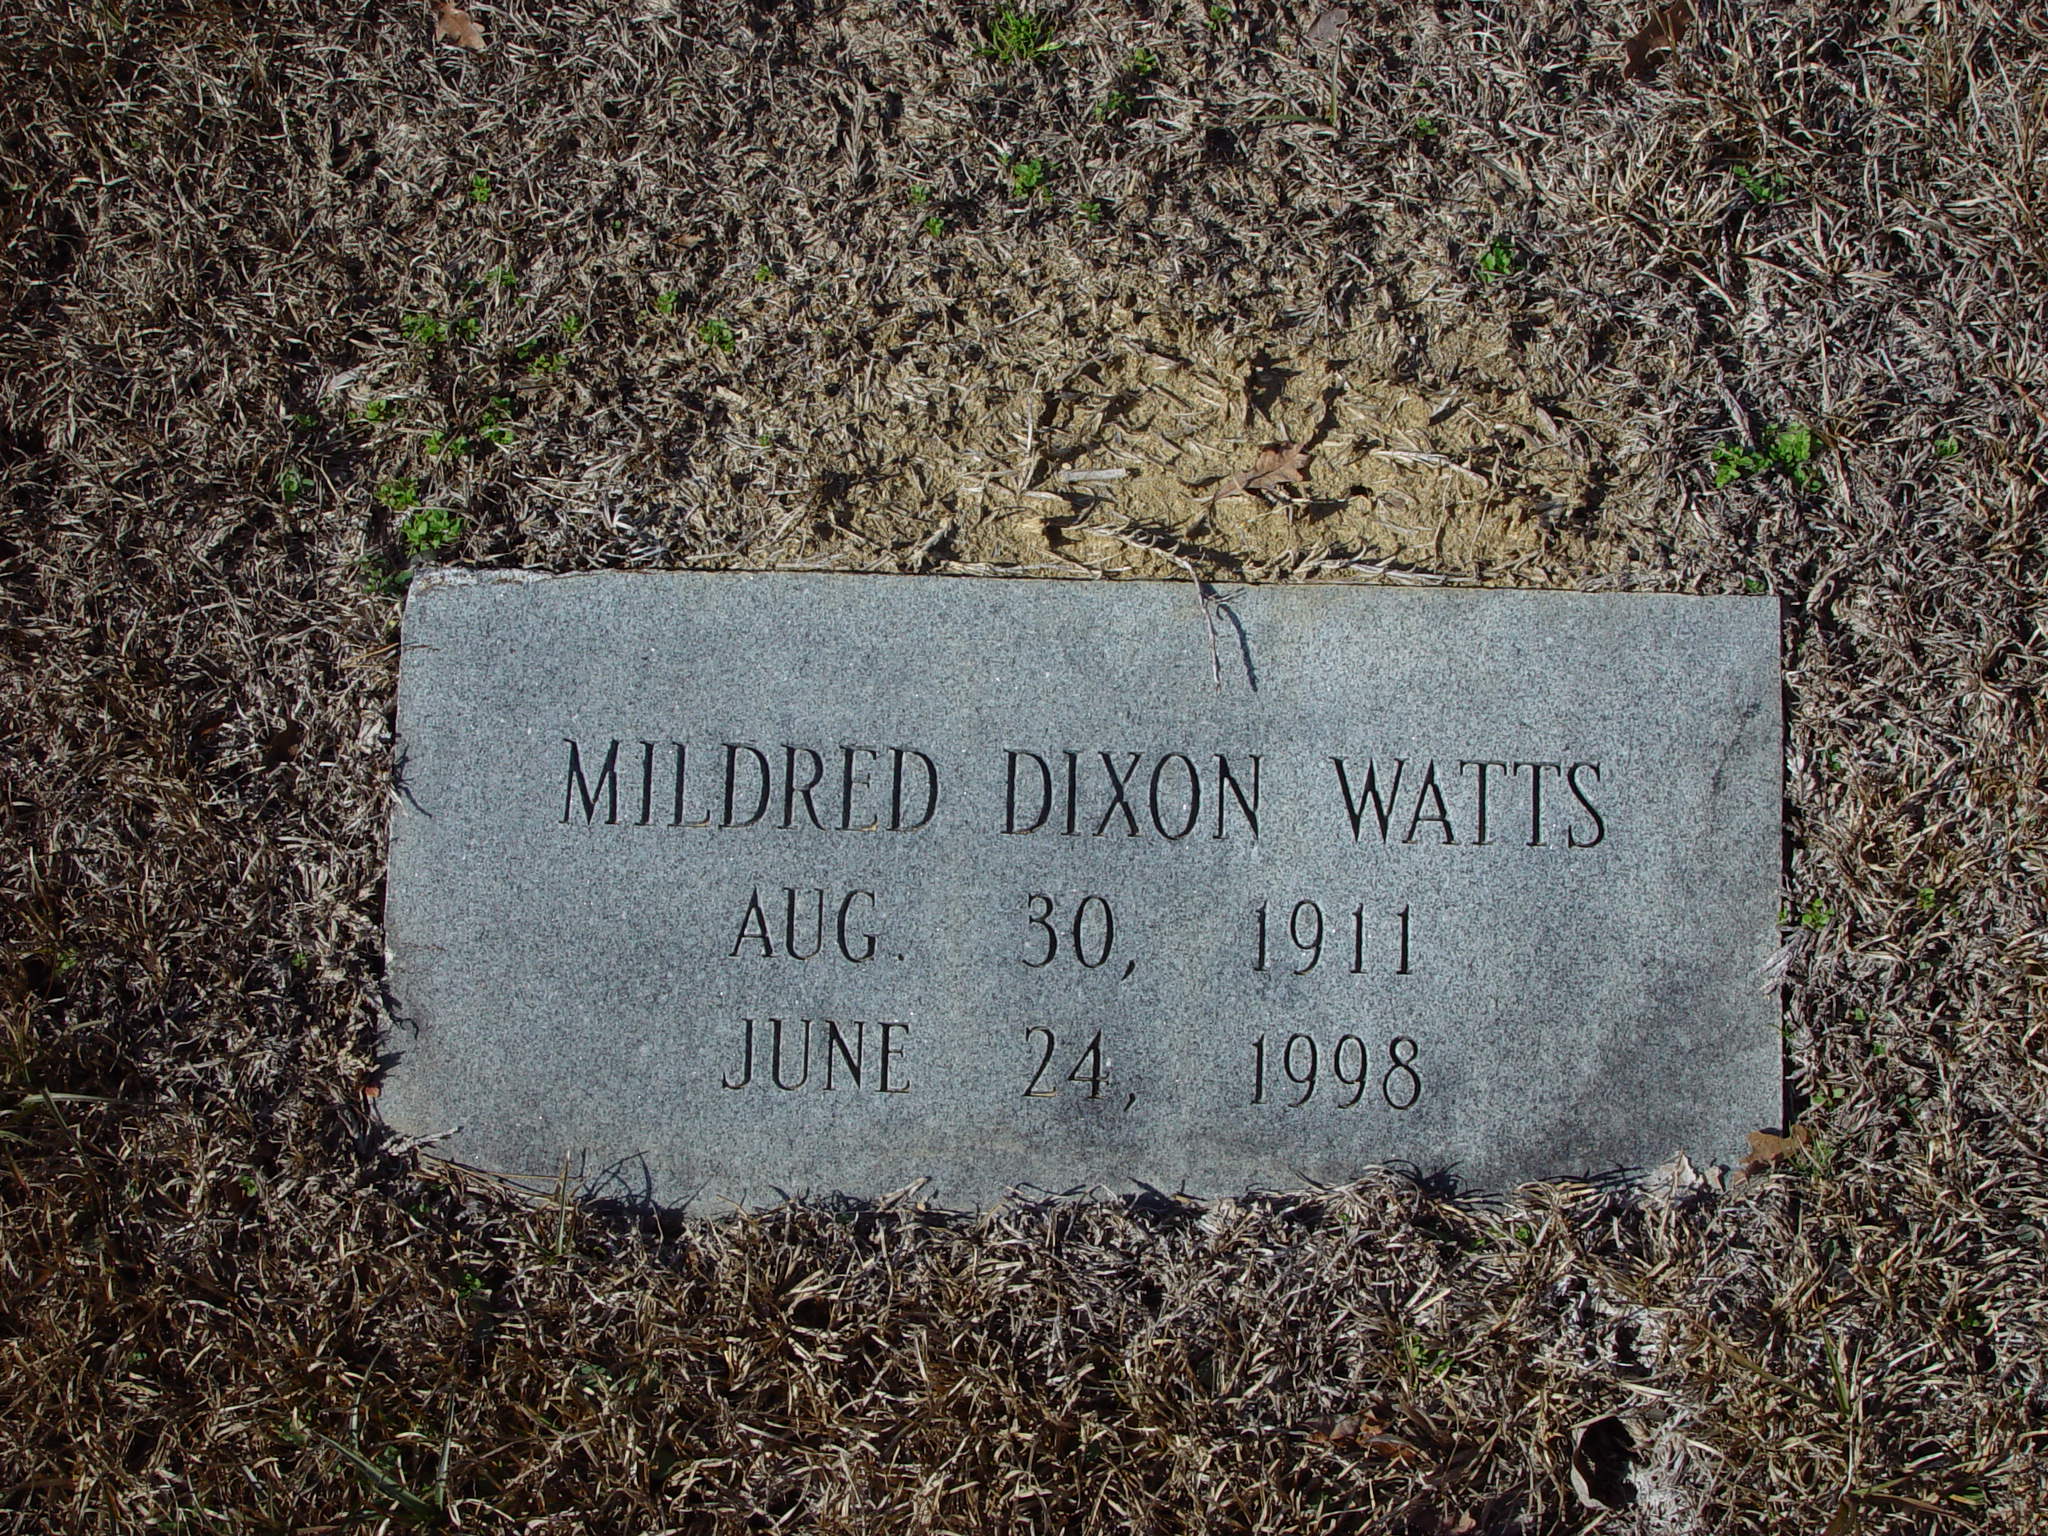 MILDRED DIXON WATTS
AUG. 30, 1911
JUNE 24, 1998